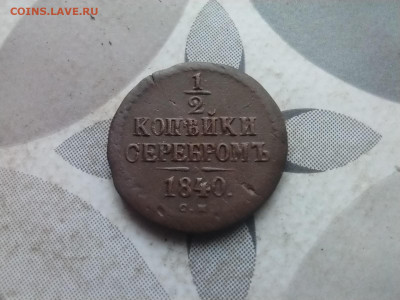 COINS.LAVE.RU
1
2
КОПѢЙКИ
СЕРЕБРОМЪ
1840.